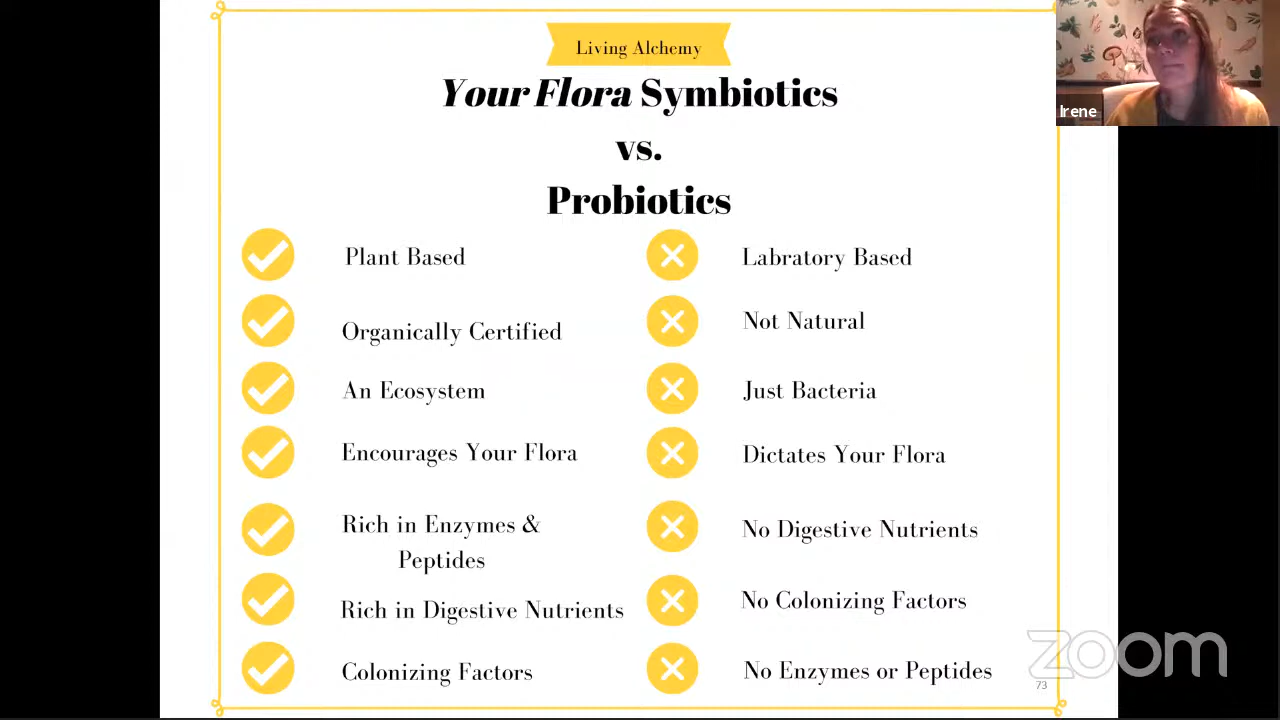 Living Alchemy
Your Flora Symbiotics
vs.
Probiotics
Irene
Plant Based
Labratory Based
Organically Certified
Not Natural
An Ecosystem
Just Bacteria
Encourages Your Flora
Dictates Your Flora
Rich in Enzymes &
Peptides
No Digestive Nutrients
Rich in Digestive Nutrients
No Colonizing Factors
Colonizing Factors
No Enzymes or Peptides
zoom
73